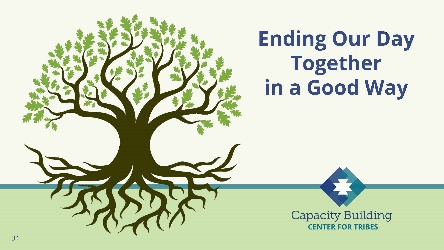 Ending Our Day
Together
in a Good Way
Capacity Building
CENTER FOR TRIBES